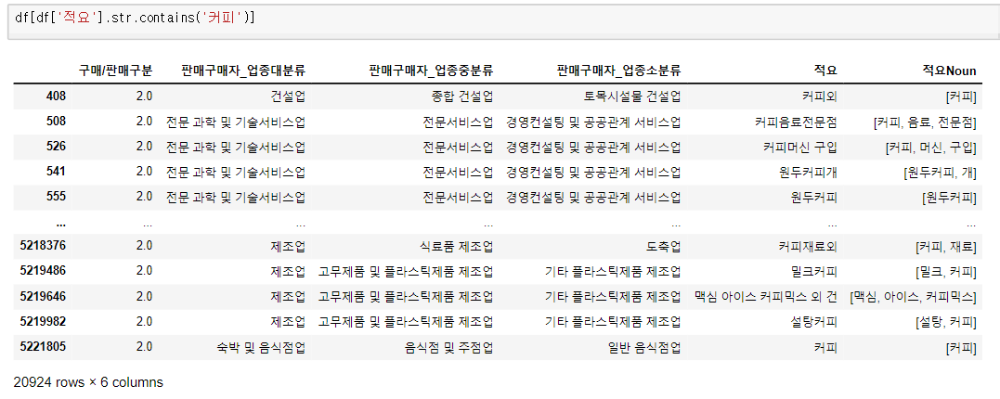 df[df['적요'].str.contains('커피')]
구매/판매구분 판매구매자_업종대분류 판매구매자_업종중분류 판매구매자_업종소분류 적요 적요Noun
408 2.0 건설업 종합 건설업 토목시설물 건설업 커피외 [커피]
508 2.0 전문 과학 및 기술서비스업 전문서비스업 경영컨설팅 및 공공관계 서비스업 커피음료전문점 [커피, 음료, 전문점]
526 2.0 전문 과학 및 기술서비스업 전문서비스업 경영컨설팅 및 공공관계 서비스업 커피머신 구입 [커피, 머신, 구입]
541 2.0 전문 과학 및 기술서비스업 전문서비스업 경영컨설팅 및 공공관계 서비스업 원두커피개 [원두커피, 개]
555 2.0 전문 과학 및 기술서비스업 전문서비스업 경영컨설팅 및 공공관계 서비스업 원두커피 [원두커피]
... ... ... ... ... ... ...
5218376 2.0 제조업 식료품 제조업 도축업 커피재료외 [커피, 재료]
5219486 2.0 제조업 고무제품 및 플라스틱제품 제조업 기타 플라스틱제품 제조업 밀크커피 [밀크, 커피]
5219646 2.0 제조업 고무제품 및 플라스틱제품 제조업 기타 플라스틱제품 제조업 맥심 아이스 커피믹스 외 건 [맥심, 아이스, 커피믹스]
5219982 2.0 제조업 고무제품 및 플라스틱제품 제조업 기타 플라스틱제품 제조업 설탕커피 [설탕, 커피]
5221805 2.0 숙박 및 음식점업 음식점 및 주점업 일반 음식점업 커피 [커피]
20924 rows × 6 columns